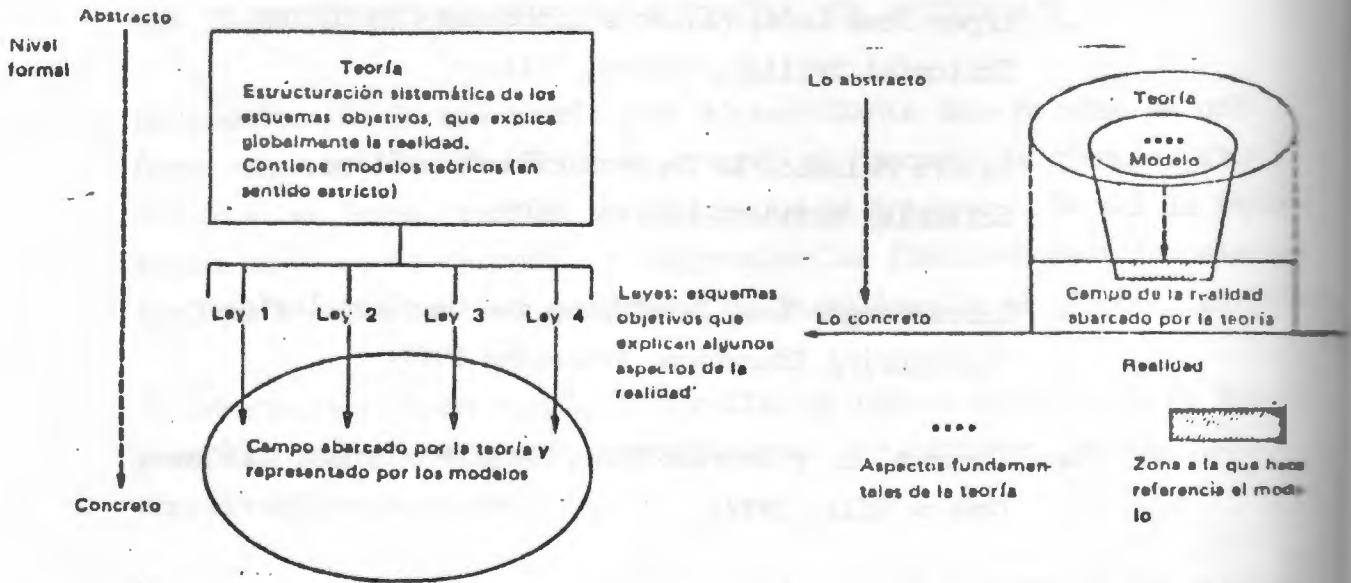 Abstracto
Nivel
formal
Teoría
Estructuración sistemática de los
esquemas objetivos, que explica
globalmente la realidad.
Contiene modelos teóricos (en
sentido estricto)
Ley 1
Ley 2
Ley 3
Ley 4
Leyes: esquemas
objetivos que
explican algunos
aspectos de la
realidad
Campo abarcado por la teoría y
representado por los modelos
Concreto
Lo abstracto
Teoría
Modelo
Campo de la realidad
abarcado por la teoría
Lo concreto
Realidad
Aspectos fundamen-
tales de la teoría
Zona a la que hace
referencia el mode-
lo